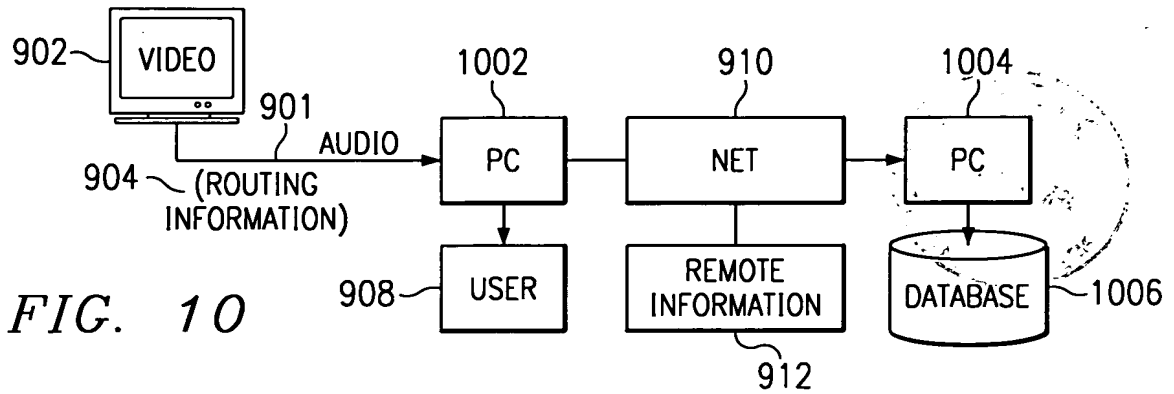 902
VIDEO
901
AUDIO
904
(ROUTING
INFORMATION)
1002
PC
908
USER
910
NET
REMOTE
INFORMATION
912
1004
PC
DATABASE
1006
FIG. 10